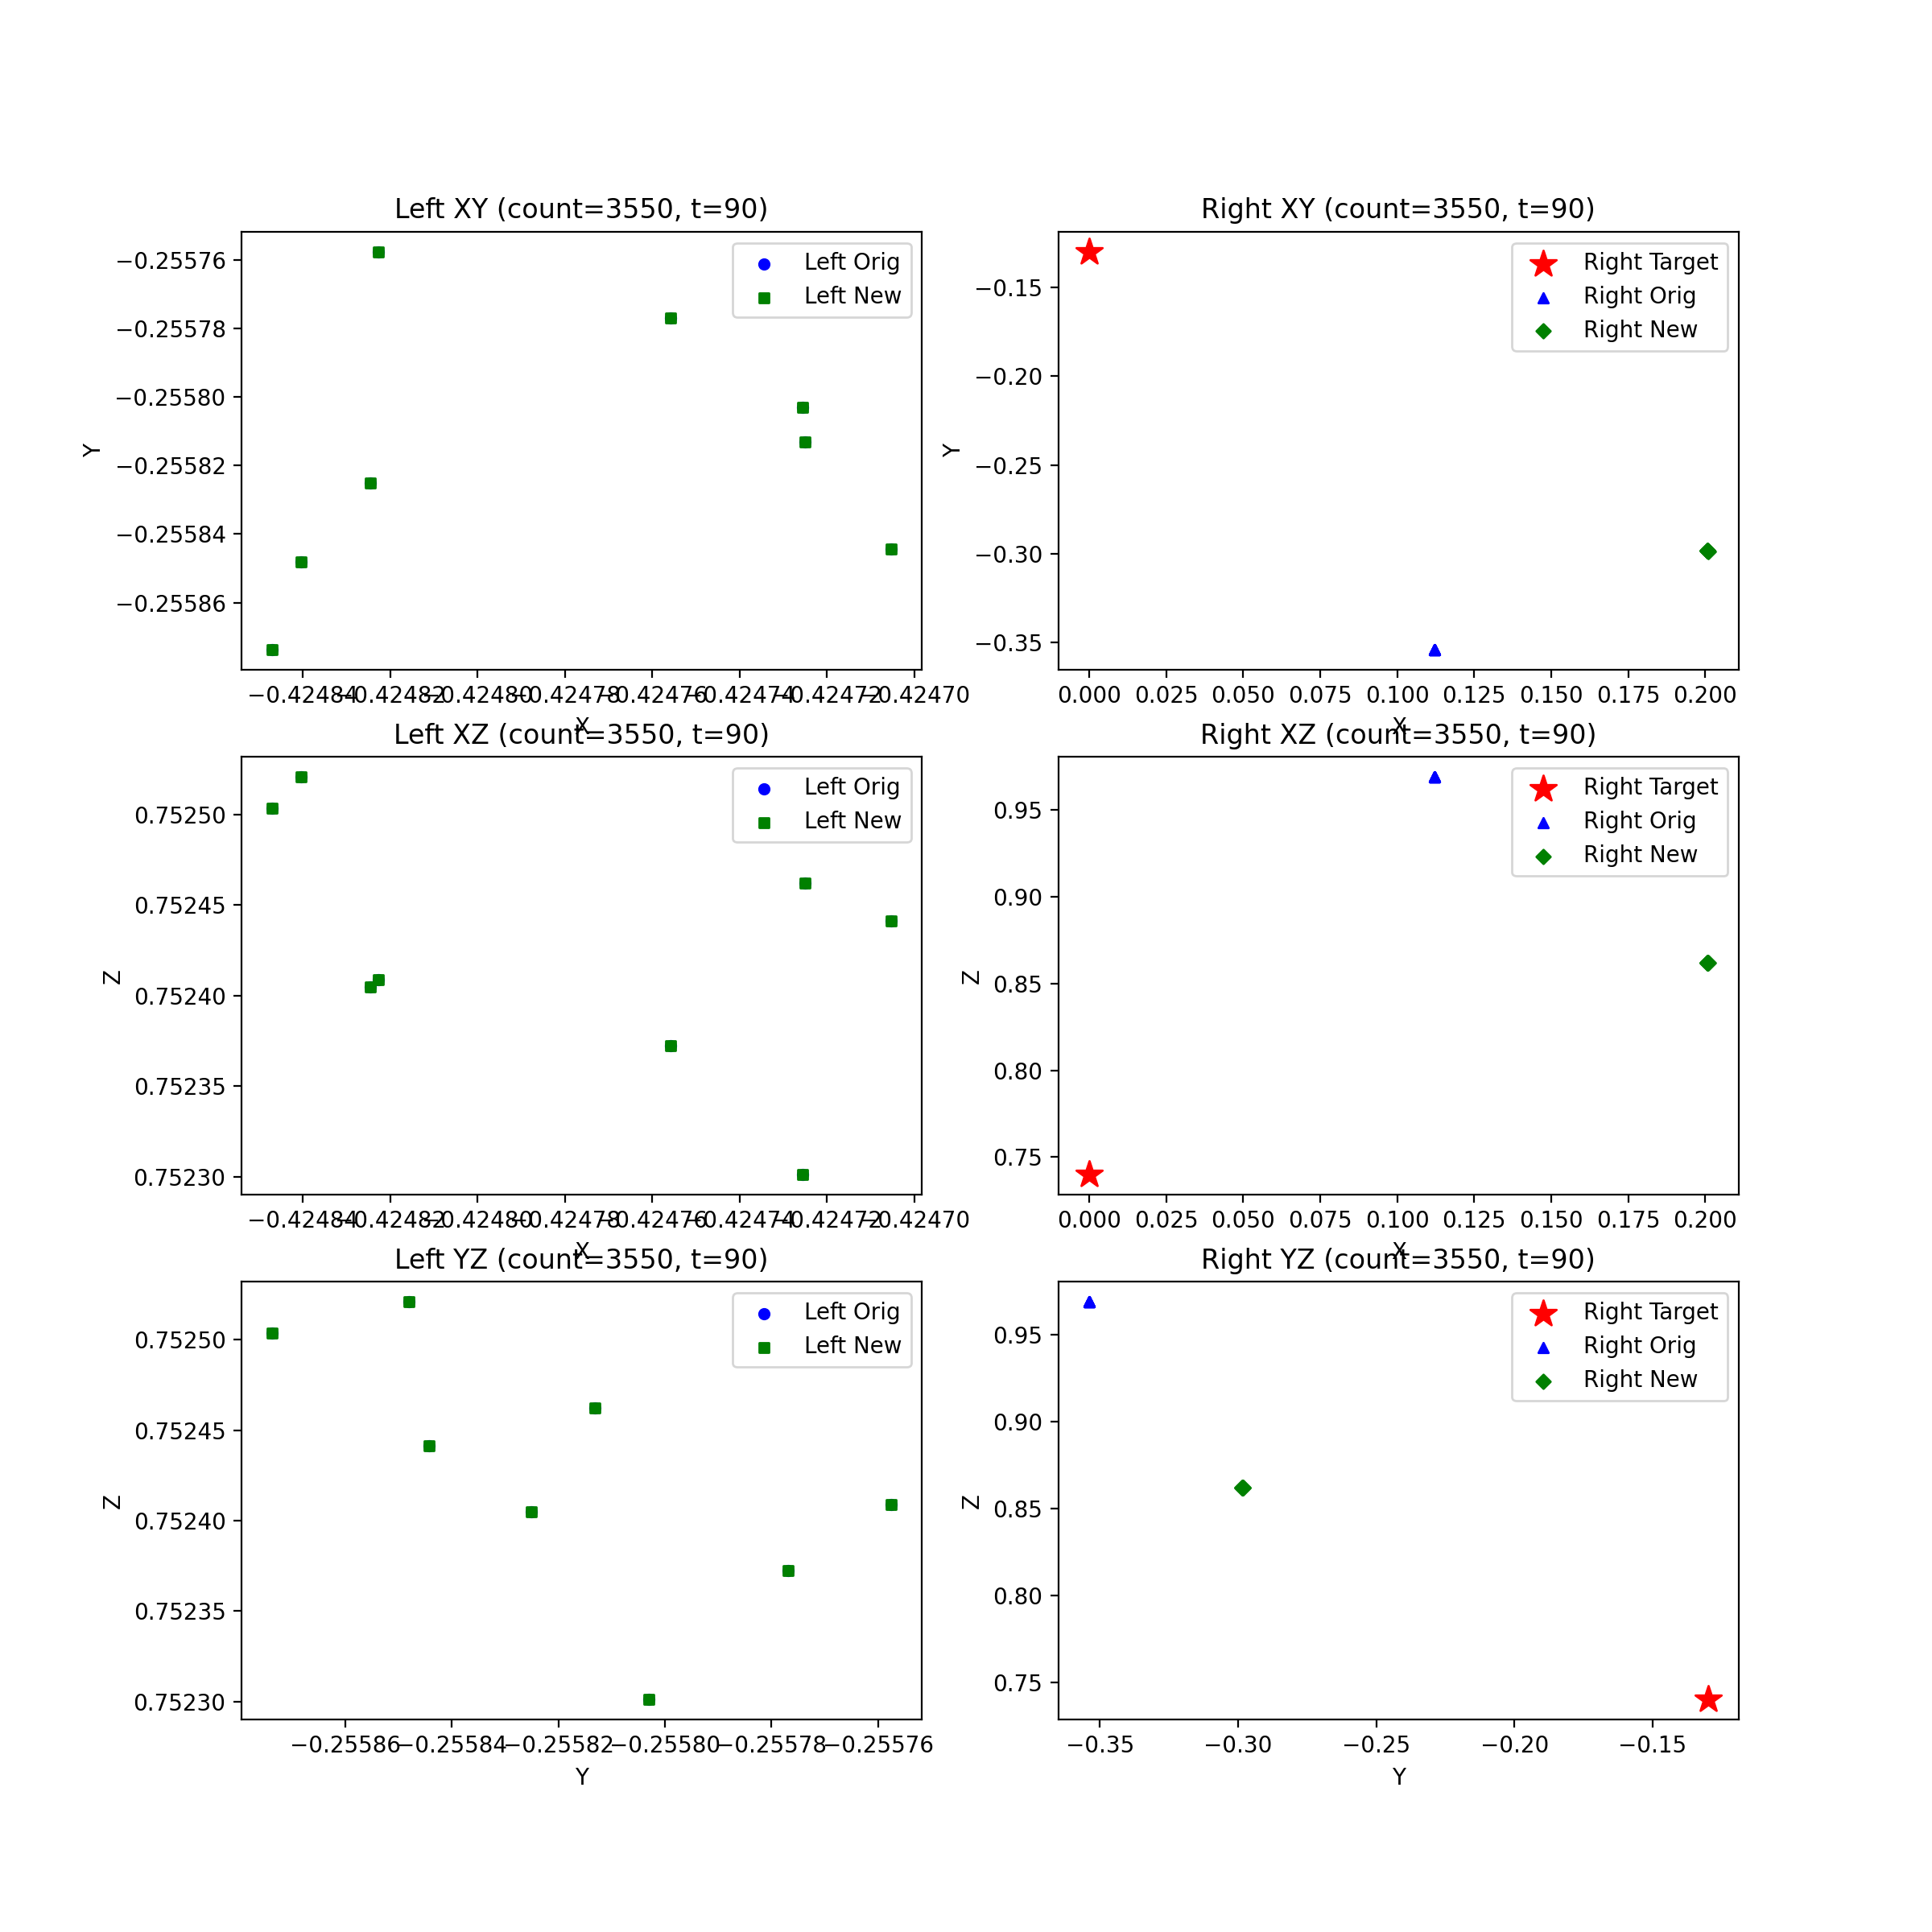 Left XY (count=3550, t=90)
−0.25576
−0.25578
−0.25580
−0.25582
−0.25584
−0.25586
Y
Left Orig
Left New
−0.42484
−0.42482
−0.42480
−0.42478
−0.42476
−0.42474
−0.42472
−0.42470
X
Right XY (count=3550, t=90)
−0.15
−0.20
−0.25
−0.30
−0.35
Y
Right Target
Right Orig
Right New
0.000 0.025 0.050 0.075 0.100 0.125 0.150 0.175 0.200
X
Left XZ (count=3550, t=90)
0.75250
0.75245
0.75240
0.75235
0.75230
Z
Left Orig
Left New
−0.42484
−0.42482
−0.42480
−0.42478
−0.42476
−0.42474
−0.42472
−0.42470
X
Right XZ (count=3550, t=90)
0.95
0.90
0.85
0.80
0.75
Z
Right Target
Right Orig
Right New
0.000 0.025 0.050 0.075 0.100 0.125 0.150 0.175 0.200
X
Left YZ (count=3550, t=90)
0.75250
0.75245
0.75240
0.75235
0.75230
Z
Left Orig
Left New
−0.25586 −0.25584 −0.25582 −0.25580 −0.25578 −0.25576
Y
Right YZ (count=3550, t=90)
0.95
0.90
0.85
0.80
0.75
Z
Right Target
Right Orig
Right New
−0.35 −0.30 −0.25 −0.20 −0.15
Y